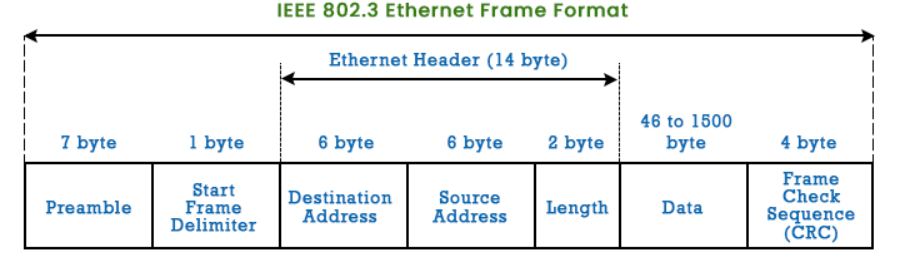 IEEE 802.3 Ethernet Frame Format
Ethernet Header (14 byte)
7 byte
1 byte
6 byte
6 byte
2 byte
46 to 1500
byte
4 byte
Preamble
Start
Frame
Delimiter
Destination
Address
Source
Address
Length
Data
Frame
Check
Sequence
(CRC)